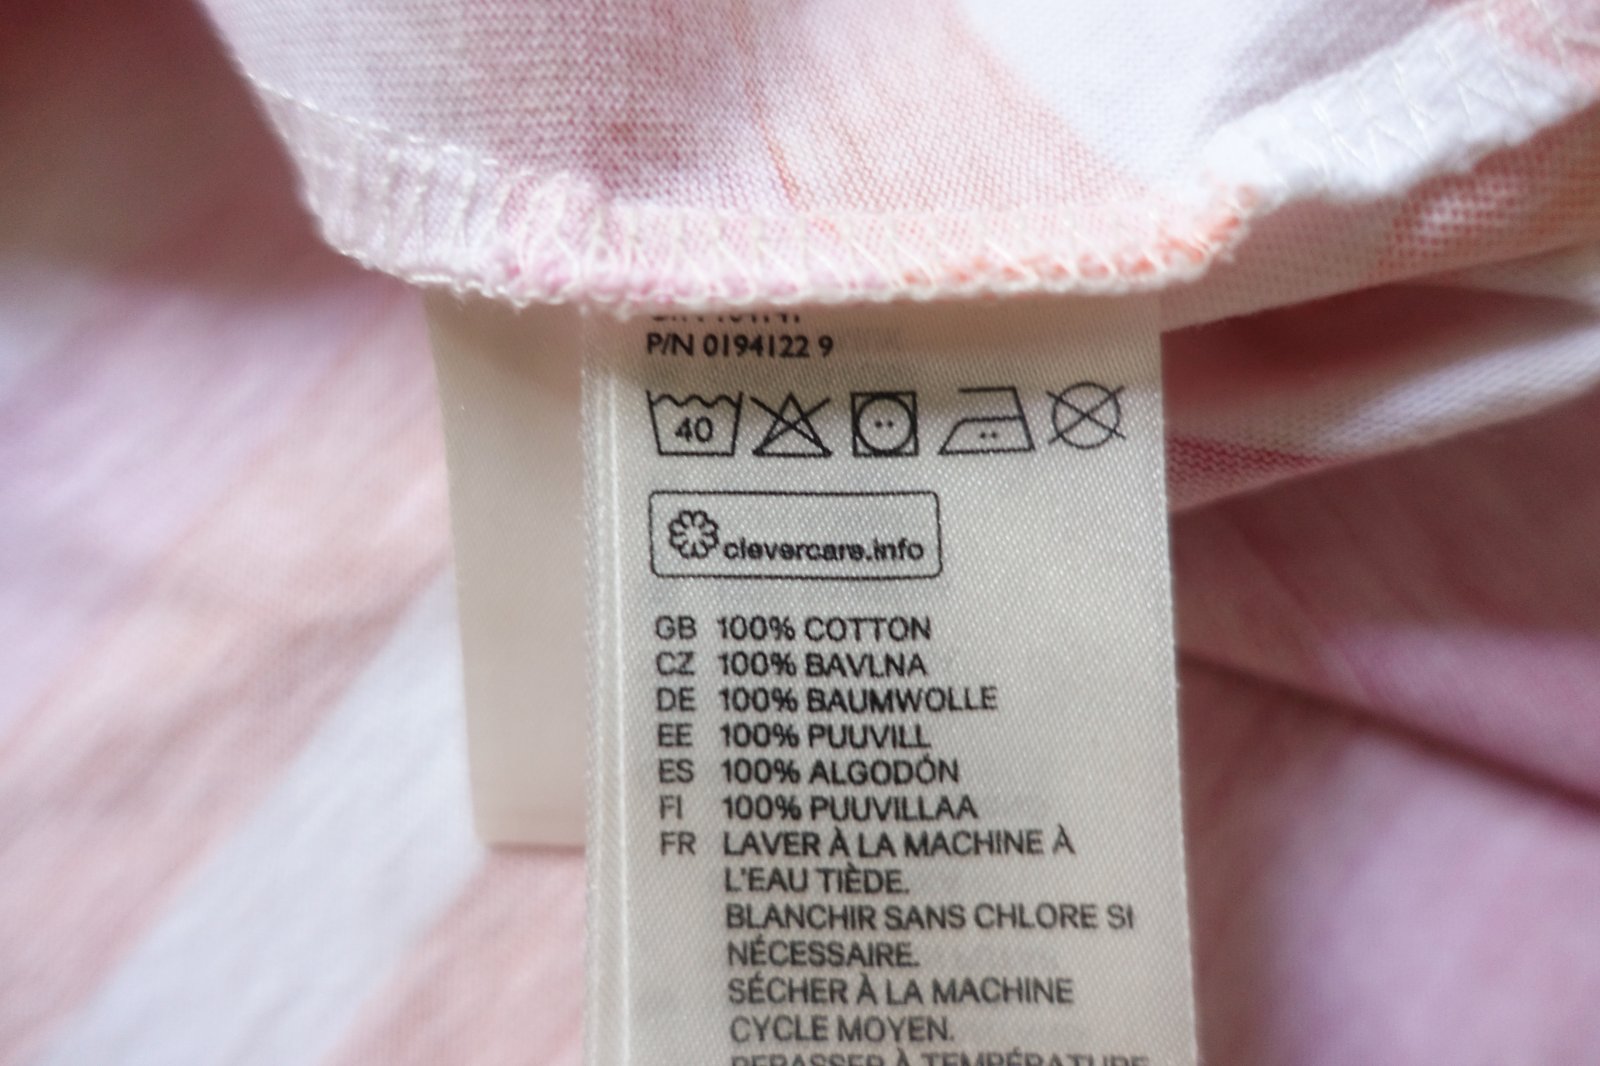 P/N 0194122 9
40
clevercare.info
GB 100% COTTON
CZ 100% BAVLNA
DE 100% BAUMWOLLE
EE 100% PUUVILL
ES 100% ALGODÓN
FI 100% PUUVILLAA
FR LAVER À LA MACHINE À
L'EAU TIÈDE.
BLANCHIR SANS CHLORE SI
NÉCESSAIRE.
SÉCHER À LA MACHINE
CYCLE MOYEN.
REPASSER À TEMPÉRATURE